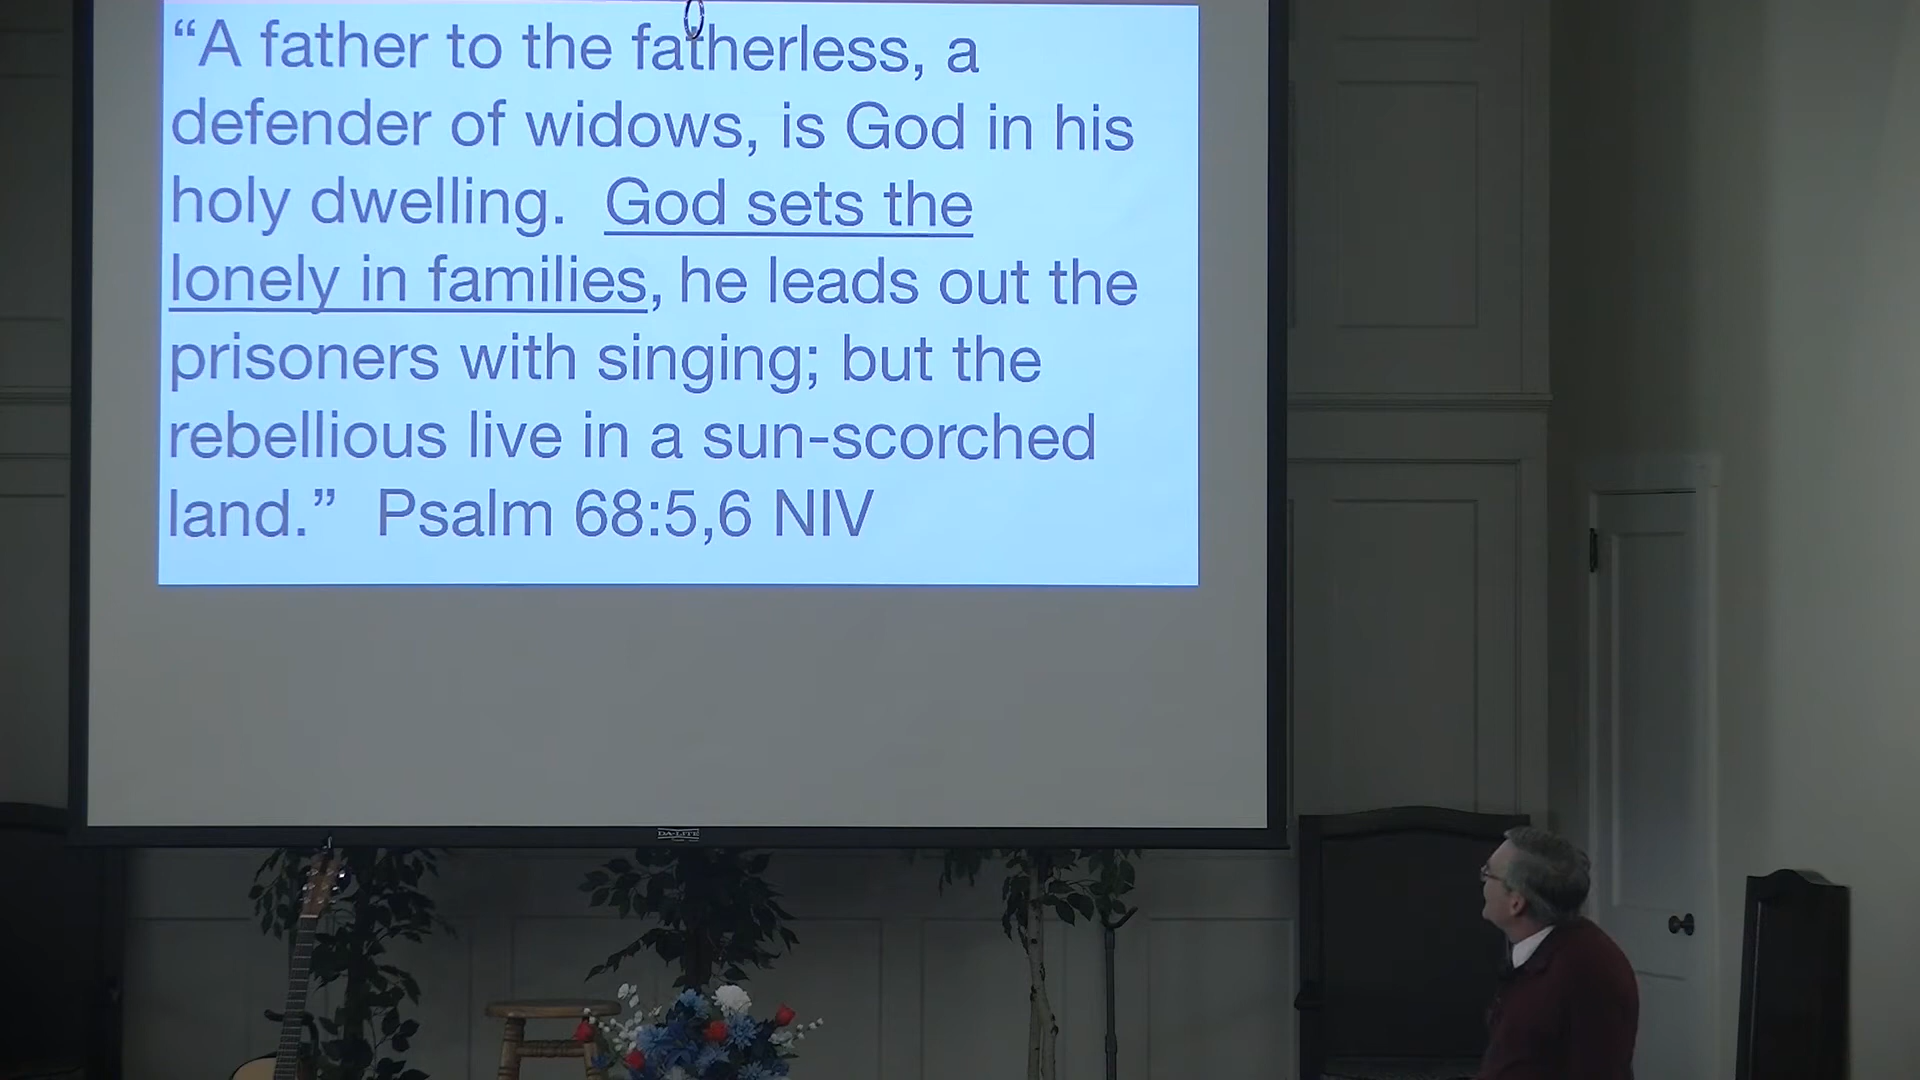 “A father to the fatherless, a
defender of widows, is God in his
holy dwelling.  God sets the
lonely in families, he leads out the
prisoners with singing; but the
rebellious live in a sun-scorched
land.”  Psalm 68:5,6 NIV
DA-LITE